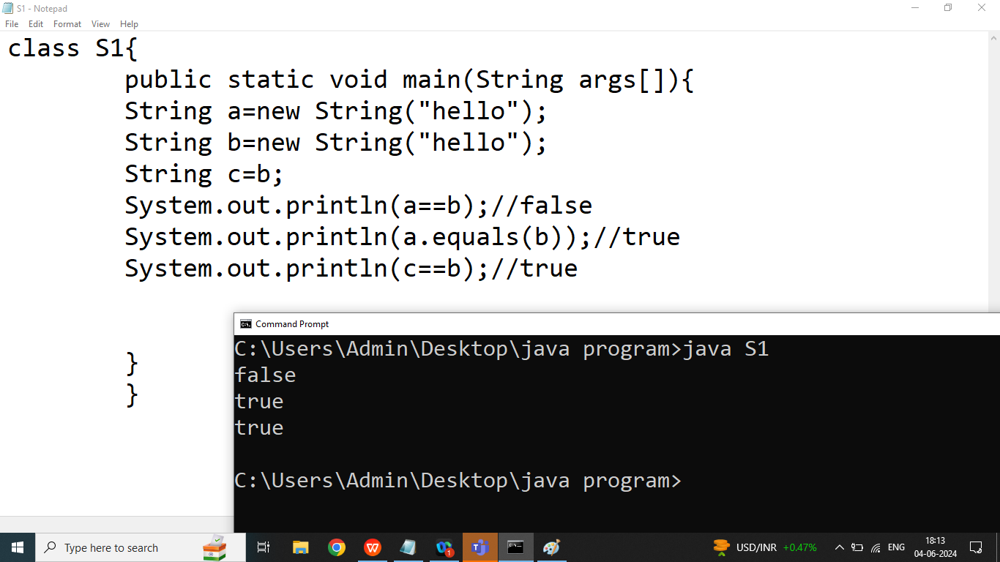 S1 - Notepad
File Edit Format View Help
class S1{
public static void main(String args[]){
String a=new String("hello");
String b=new String("hello");
String c=b;
System.out.println(a==b);//false
System.out.println(a.equals(b));//true
System.out.println(c==b);//true
}
}
Command Prompt
C:\Users\Admin\Desktop\java program>java S1
false
true
true
C:\Users\Admin\Desktop\java program>
Type here to search
USD/INR +0.47%
ENG
18:13
04-06-2024